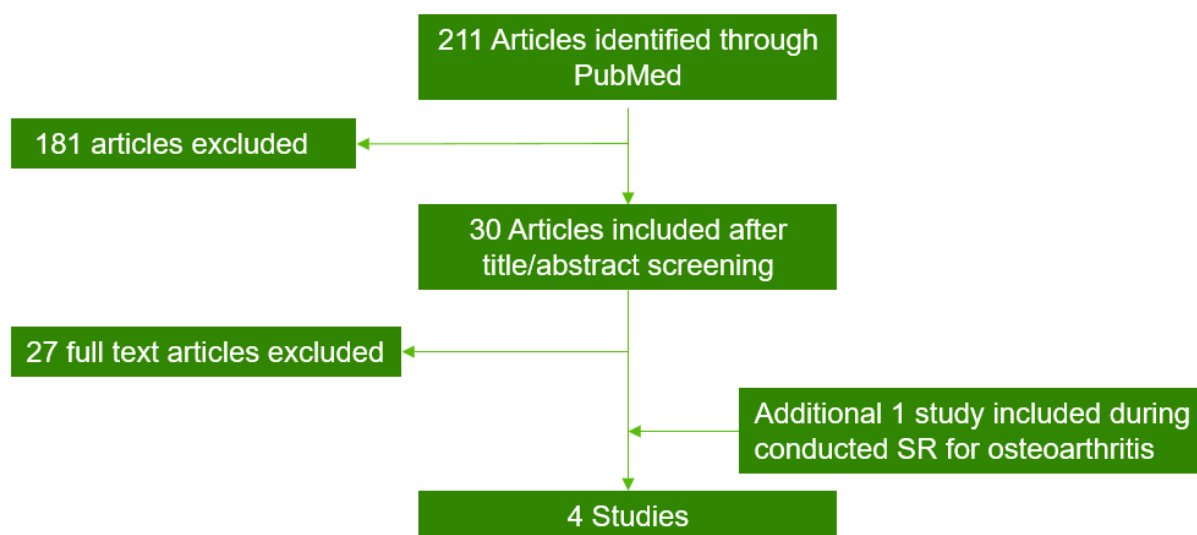 211 Articles identified through
PubMed
181 articles excluded
30 Articles included after
title/abstract screening
27 full text articles excluded
Additional 1 study included during
conducted SR for osteoarthritis
4 Studies